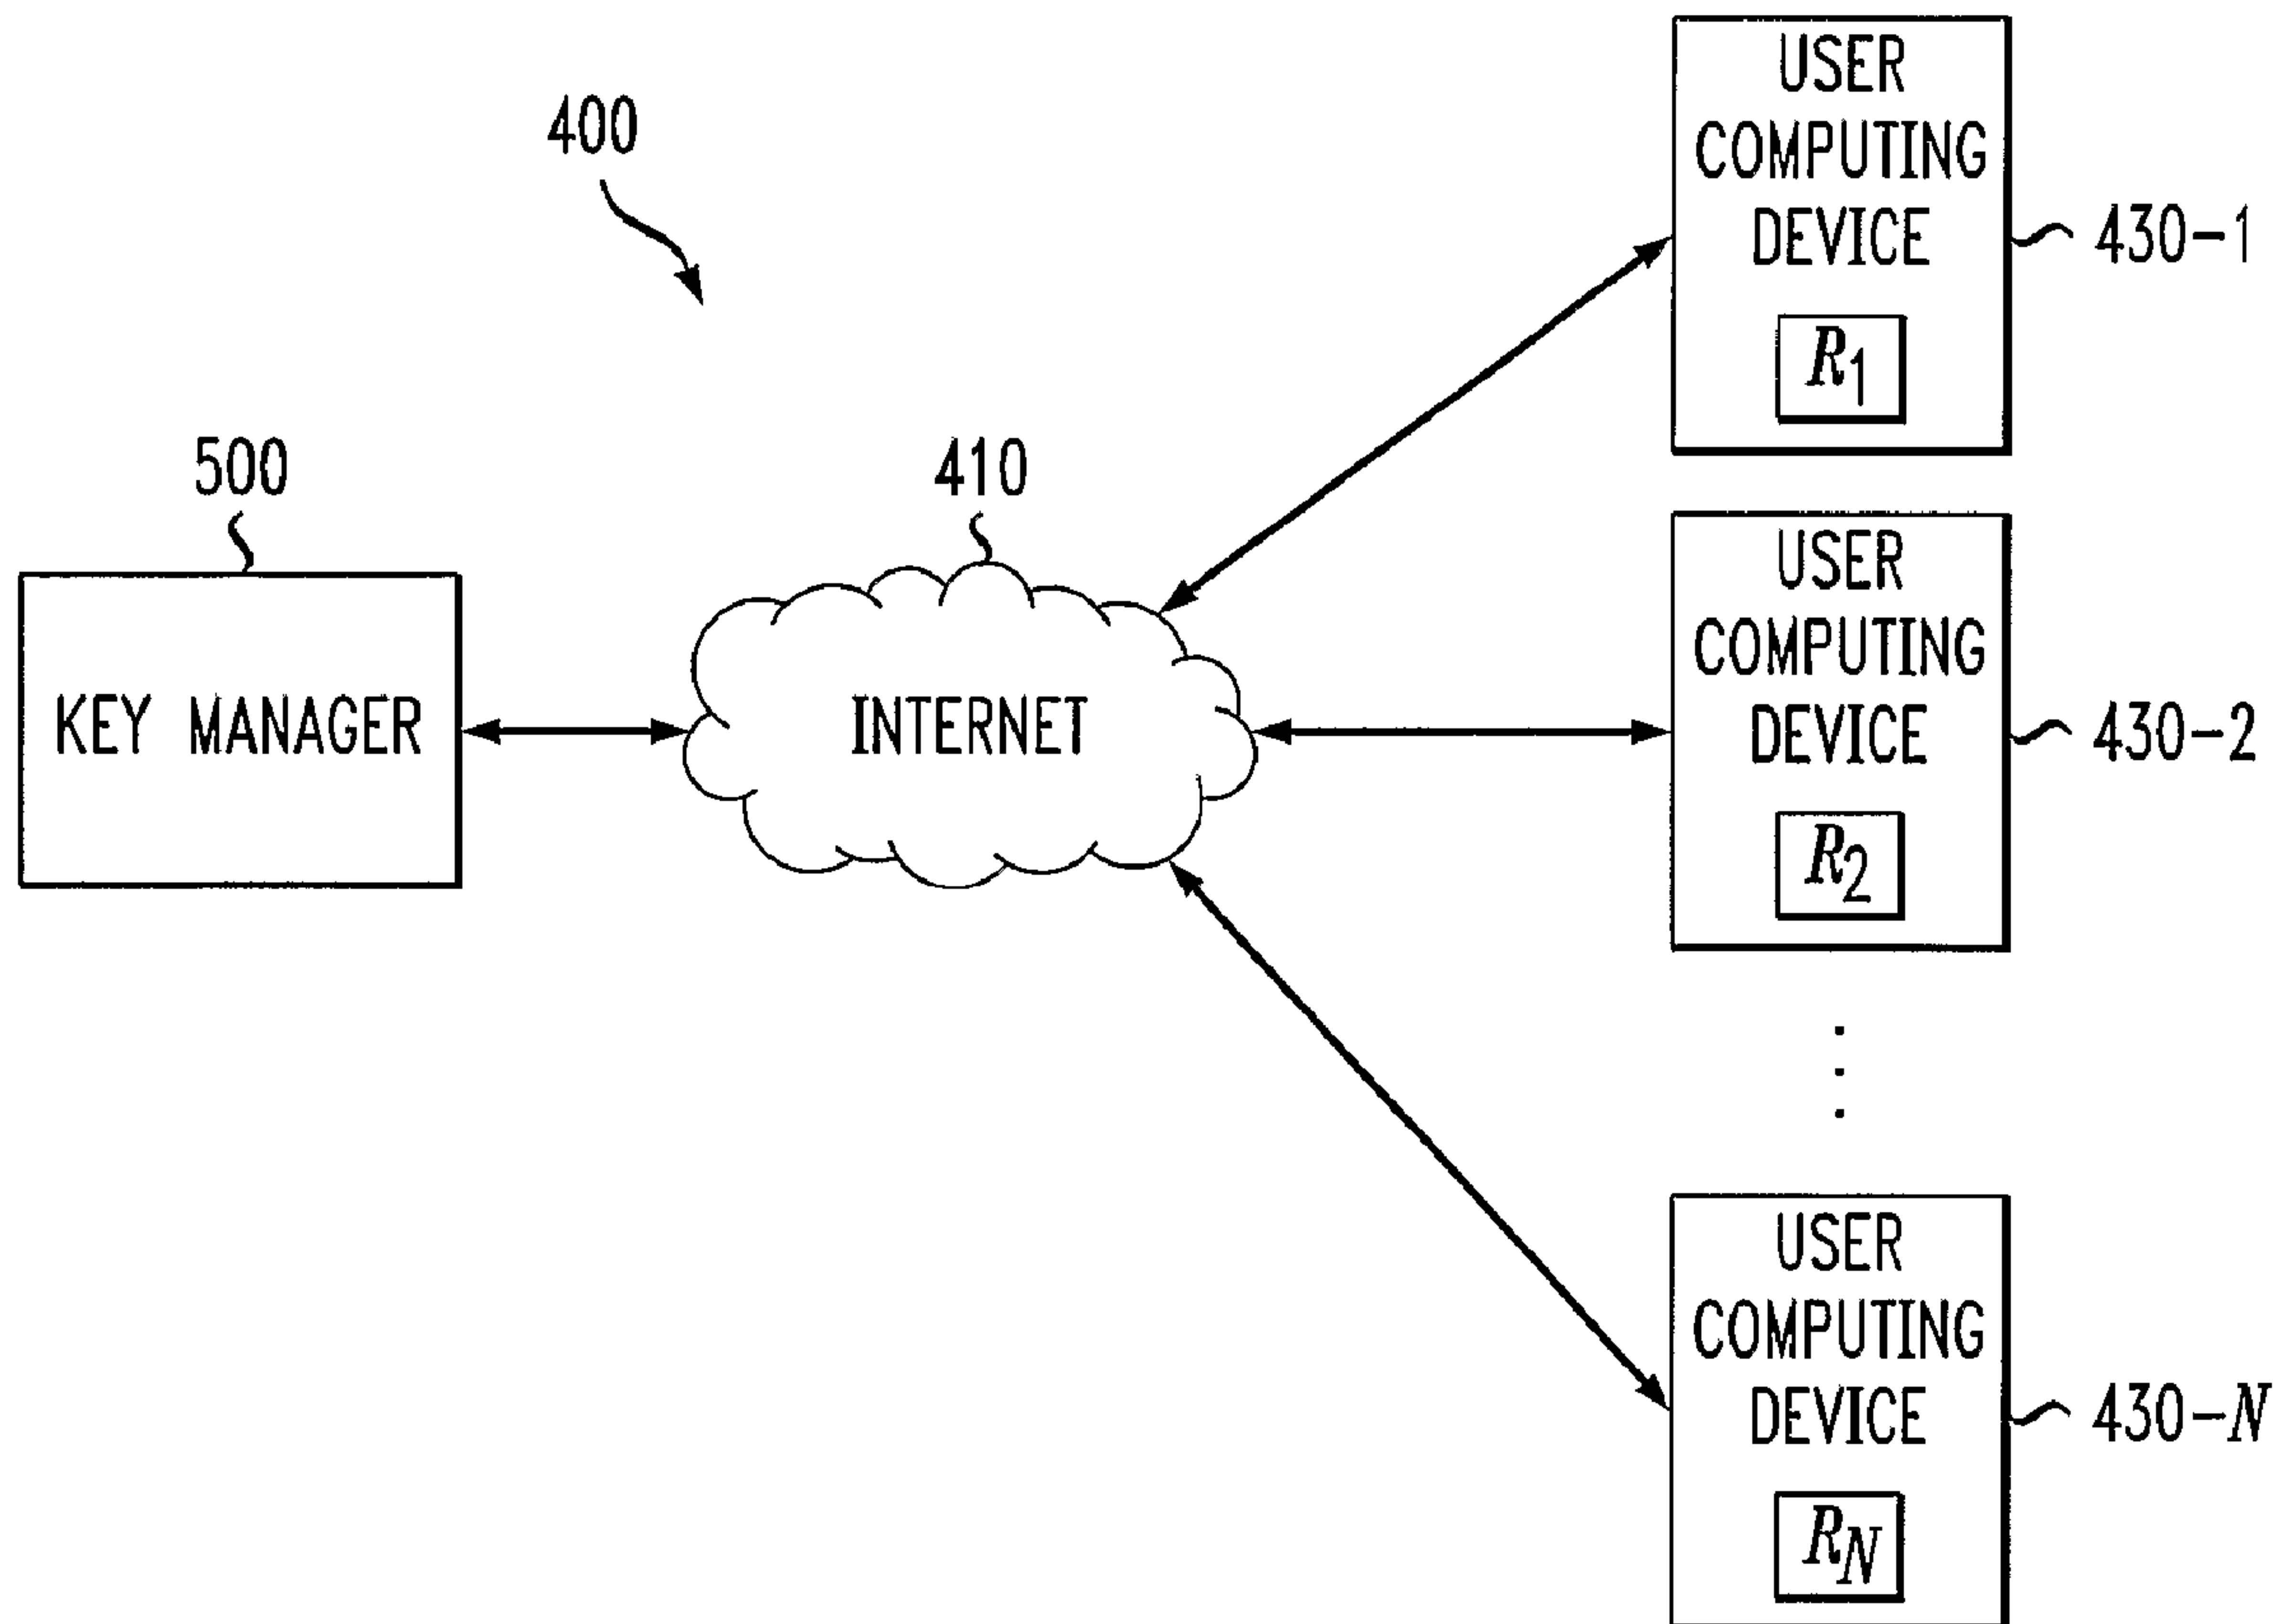 400
500
410
KEY MANAGER
INTERNET
USER
COMPUTING
DEVICE
R1
430-1
USER
COMPUTING
DEVICE
R2
430-2
USER
COMPUTING
DEVICE
RN
430-N